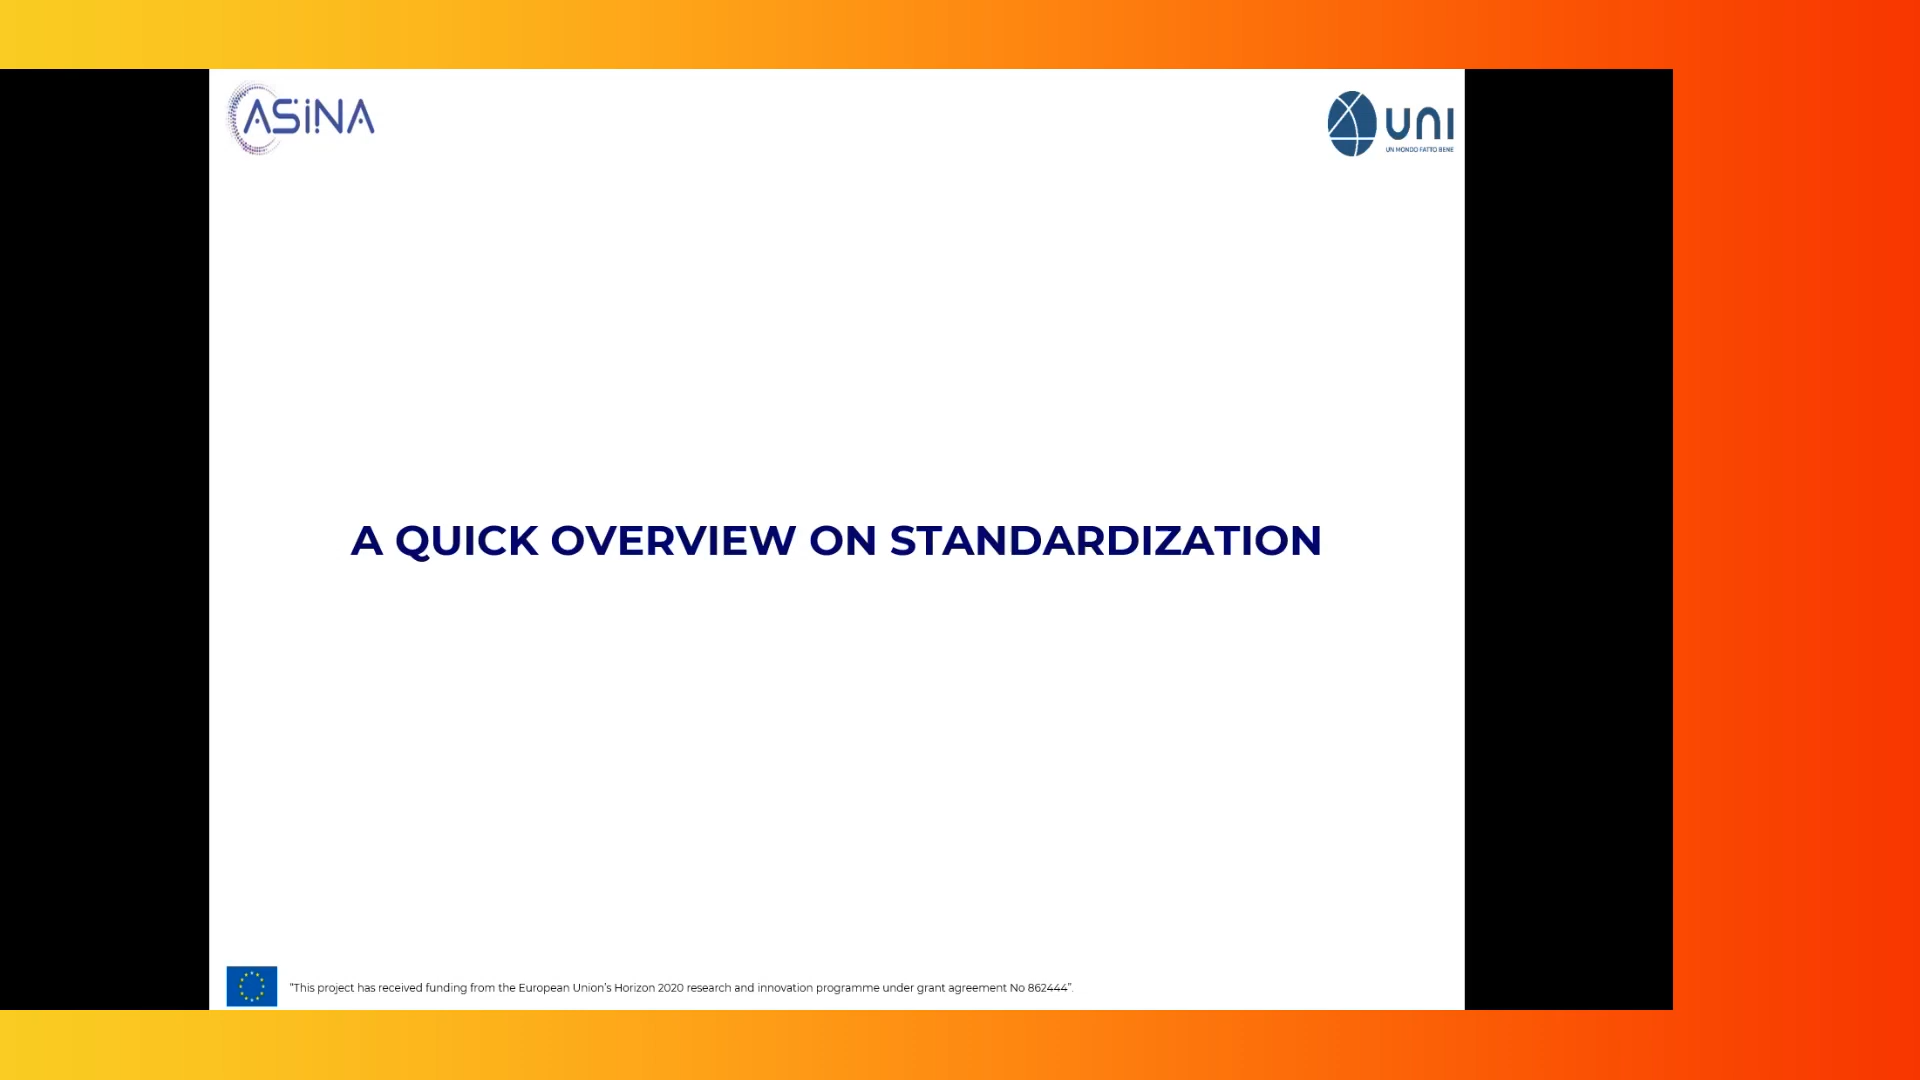 ASiNA
UNI
UN MONDO FATTO BENE
A QUICK OVERVIEW ON STANDARDIZATION
"This project has received funding from the European Union's Horizon 2020 research and innovation programme under grant agreement No 862444".